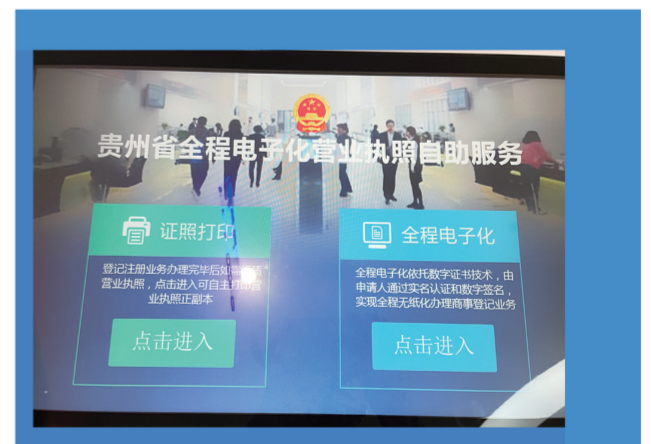 贵州省全程电子化营业执照自助服务
证照打印
登记注册业务办理完毕后如需
营业执照，点击进入可自主打印营
业执照正副本
点击进入
全程电子化
全程电子化依托数字证书技术，由
申请人通过实名认证和数字签名，
实现全程无纸化办理商事登记业务
点击进入